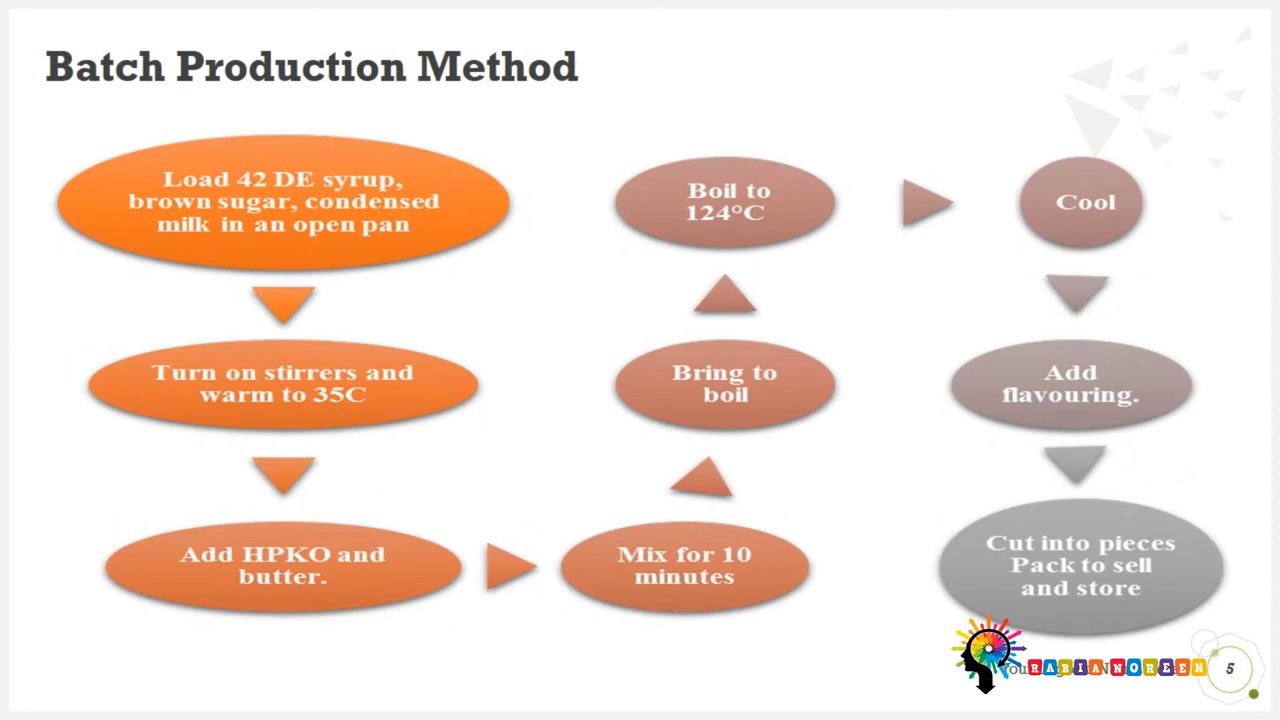 Batch Production Method
Load 42 DE syrup,
brown sugar, condensed
milk in an open pan
Turn on stirrers and
warm to 35C
Add HPKO and
butter.
Mix for 10
minutes
Bring to
boil
Boil to
124°C
Cool
Add
flavouring.
Cut into pieces
Pack to sell
and store
RABIA NOREEN
5